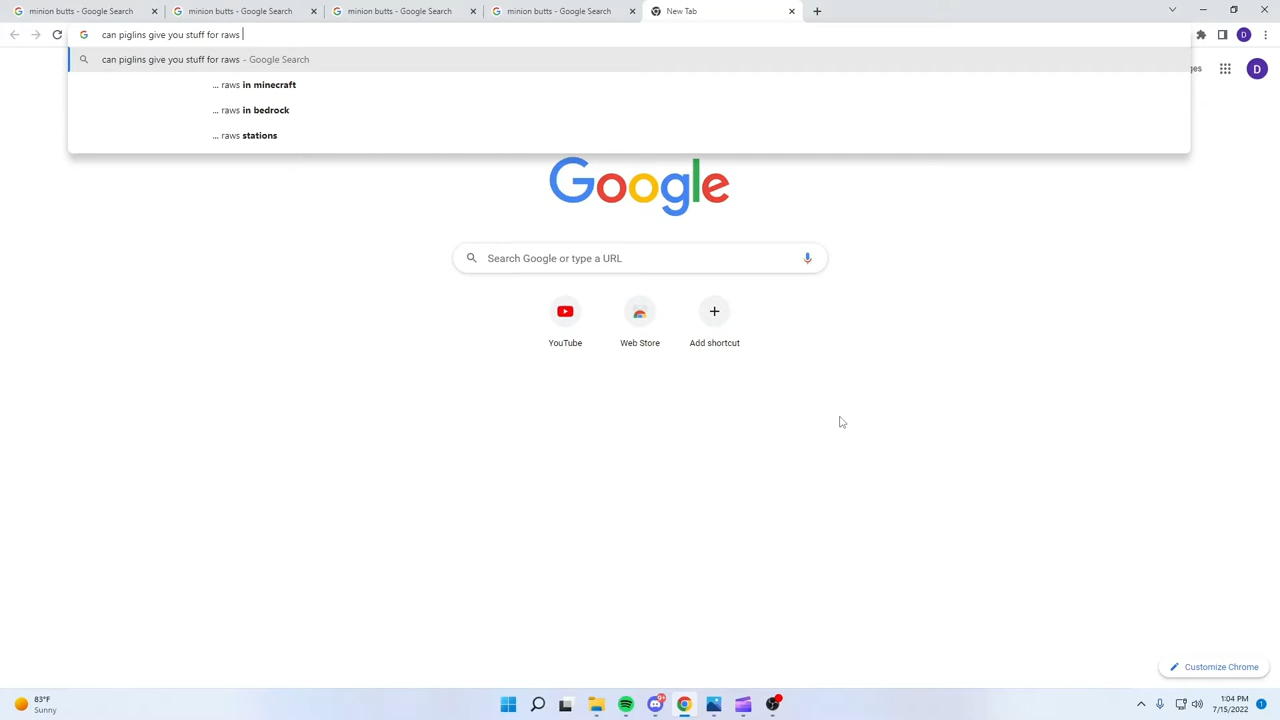 minion butts - Google Search
minion butts - Google Search
minion butts - Google Search
minion butts - Google Search
New Tab
can piglins give you stuff for raws
D
can piglins give you stuff for raws - Google Search
... raws in minecraft
... raws in bedrock
... raws stations
ges
D
Google
Search Google or type a URL
YouTube
Web Store
Add shortcut
Customize Chrome
83°F
Sunny
9+
1:04 PM
7/15/2022
1